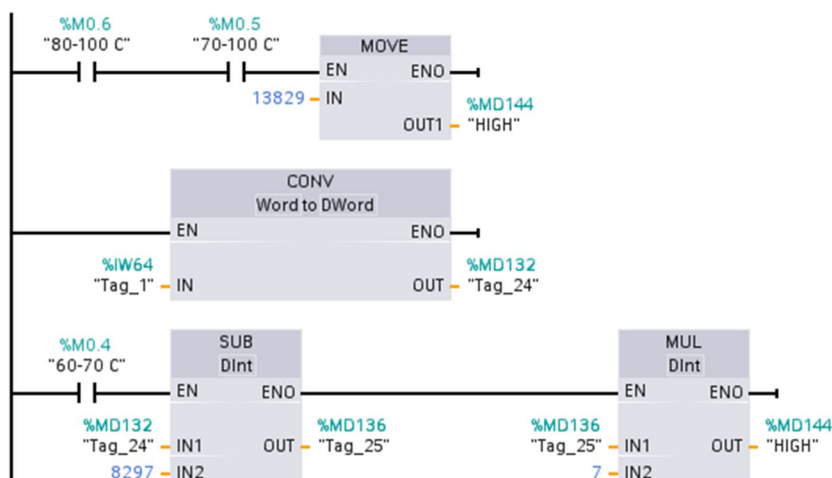 %M0.6 %M0.5
"80-100 C" "70-100 C" MOVE
EN ENO
13829 IN %MD144
OUT1 "HIGH"
CONV
Word to DWord
EN ENO
%IW64 %MD132
"Tag_1" IN OUT "Tag_24"
%M0.4 SUB MUL
"60-70 C" DInt DInt
EN ENO EN ENO
%MD132 %MD136 %MD136 %MD144
"Tag_24" IN1 OUT "Tag_25" "Tag_25" IN1 OUT "HIGH"
8297 IN2 7 IN2